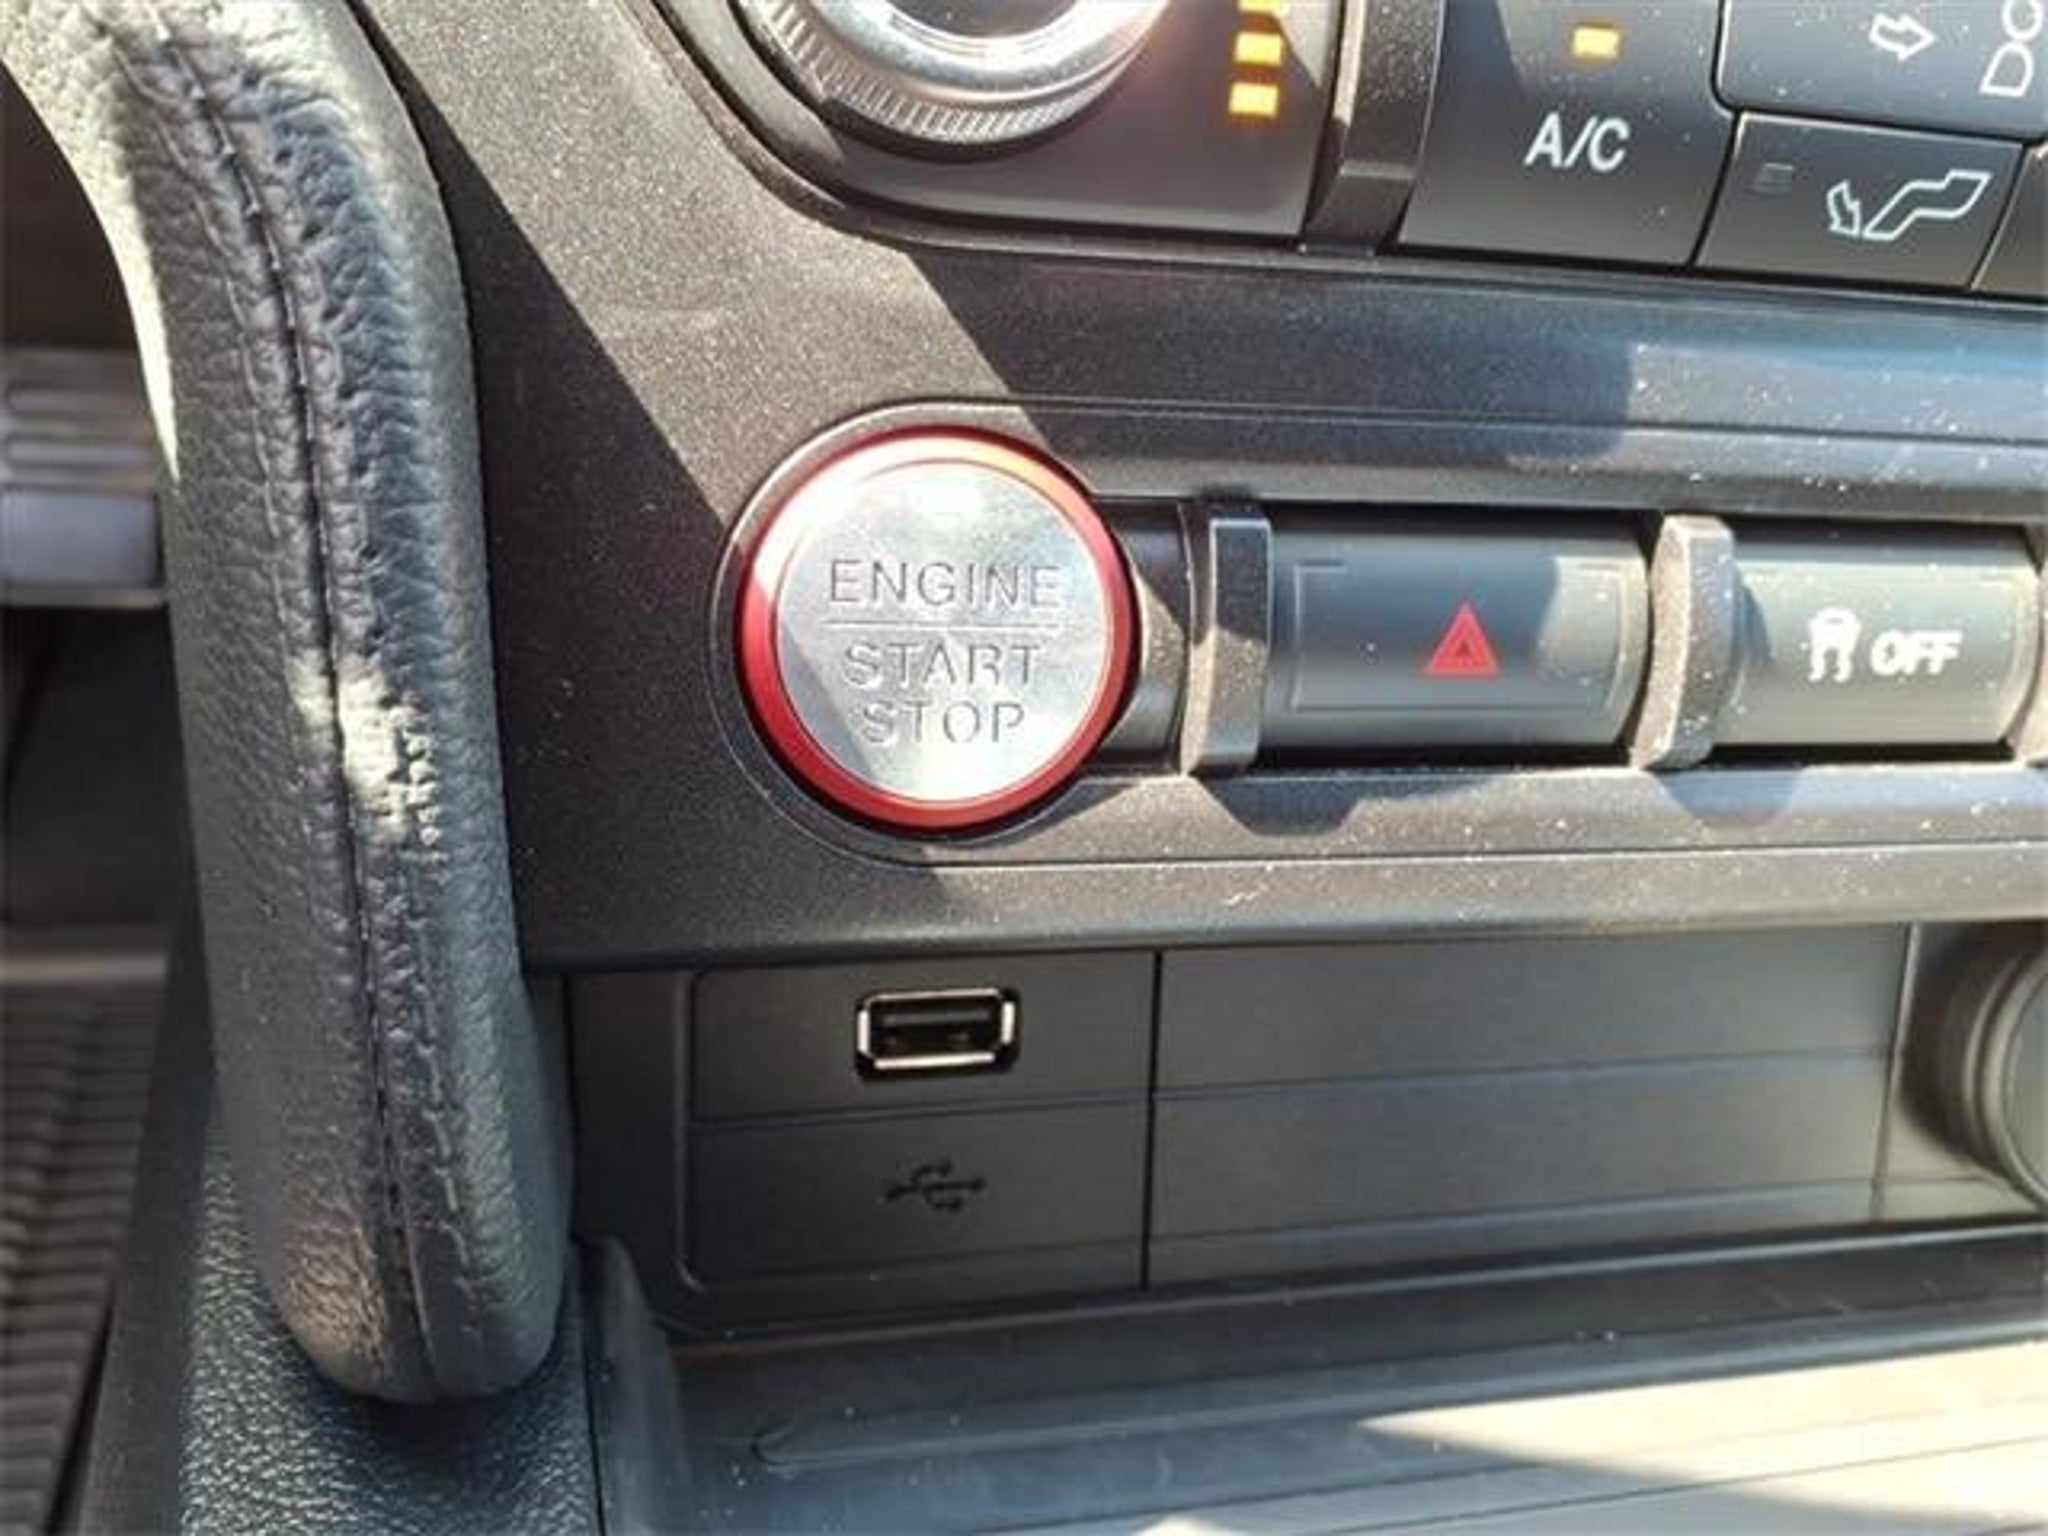 A/C
ENGINE
START
STOP
OFF